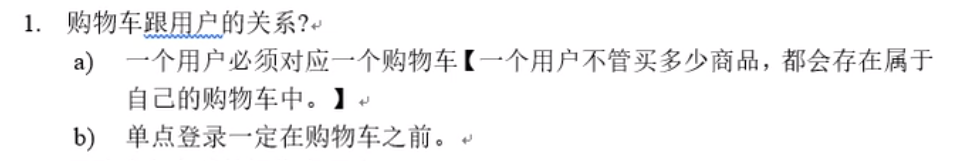 1. 购物车跟用户的关系?
a) 一个用户必须对应一个购物车【一个用户不管买多少商品，都会存在属于
自己的购物车中。】
b) 单点登录一定在购物车之前。